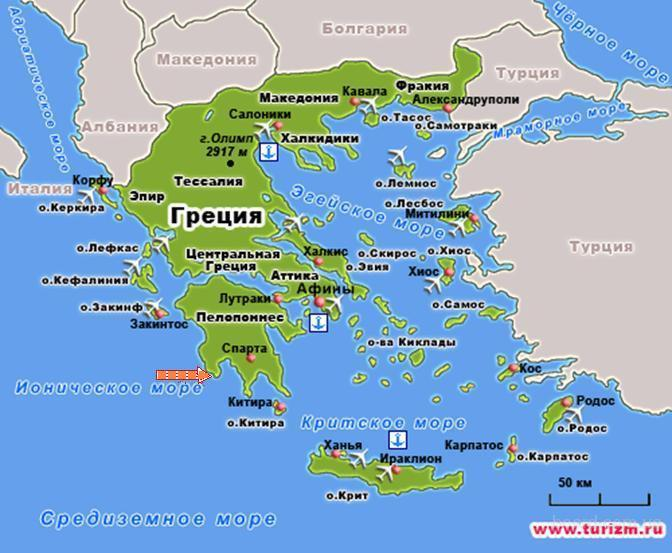 Чёрное море
Болгария
Адриатическое море
Македония
Турция
Фракия
Кавала
Македония
Александруполи
Салоники
о.Тасос
о.Самотраки
Мраморное море
Албания
г.Олимп
2917 м
Халкидики
Италия
Корфу
Тессалия
о.Лемнос
Эпир
о.Керкира
Эгейское море
о.Лесбос
Митилини
Греция
о.Лефкас
Центральная
Греция
Халкис
о.Скирос
о.Хиос
Турция
о.Эвия
о.Кефалиния
Аттика
Хиос
Афины
о.Закинф
Лутраки
о.Самос
Закинтос
Пелопоннес
о-ва Киклады
Спарта
Кос
Ионическое море
Китира
Родос
о.Китира
Критское море
о.Родос
Ханья
Карпатос
Ираклион
о.Карпатос
о.Крит
50 км
Средиземное море
www.turizm.ru